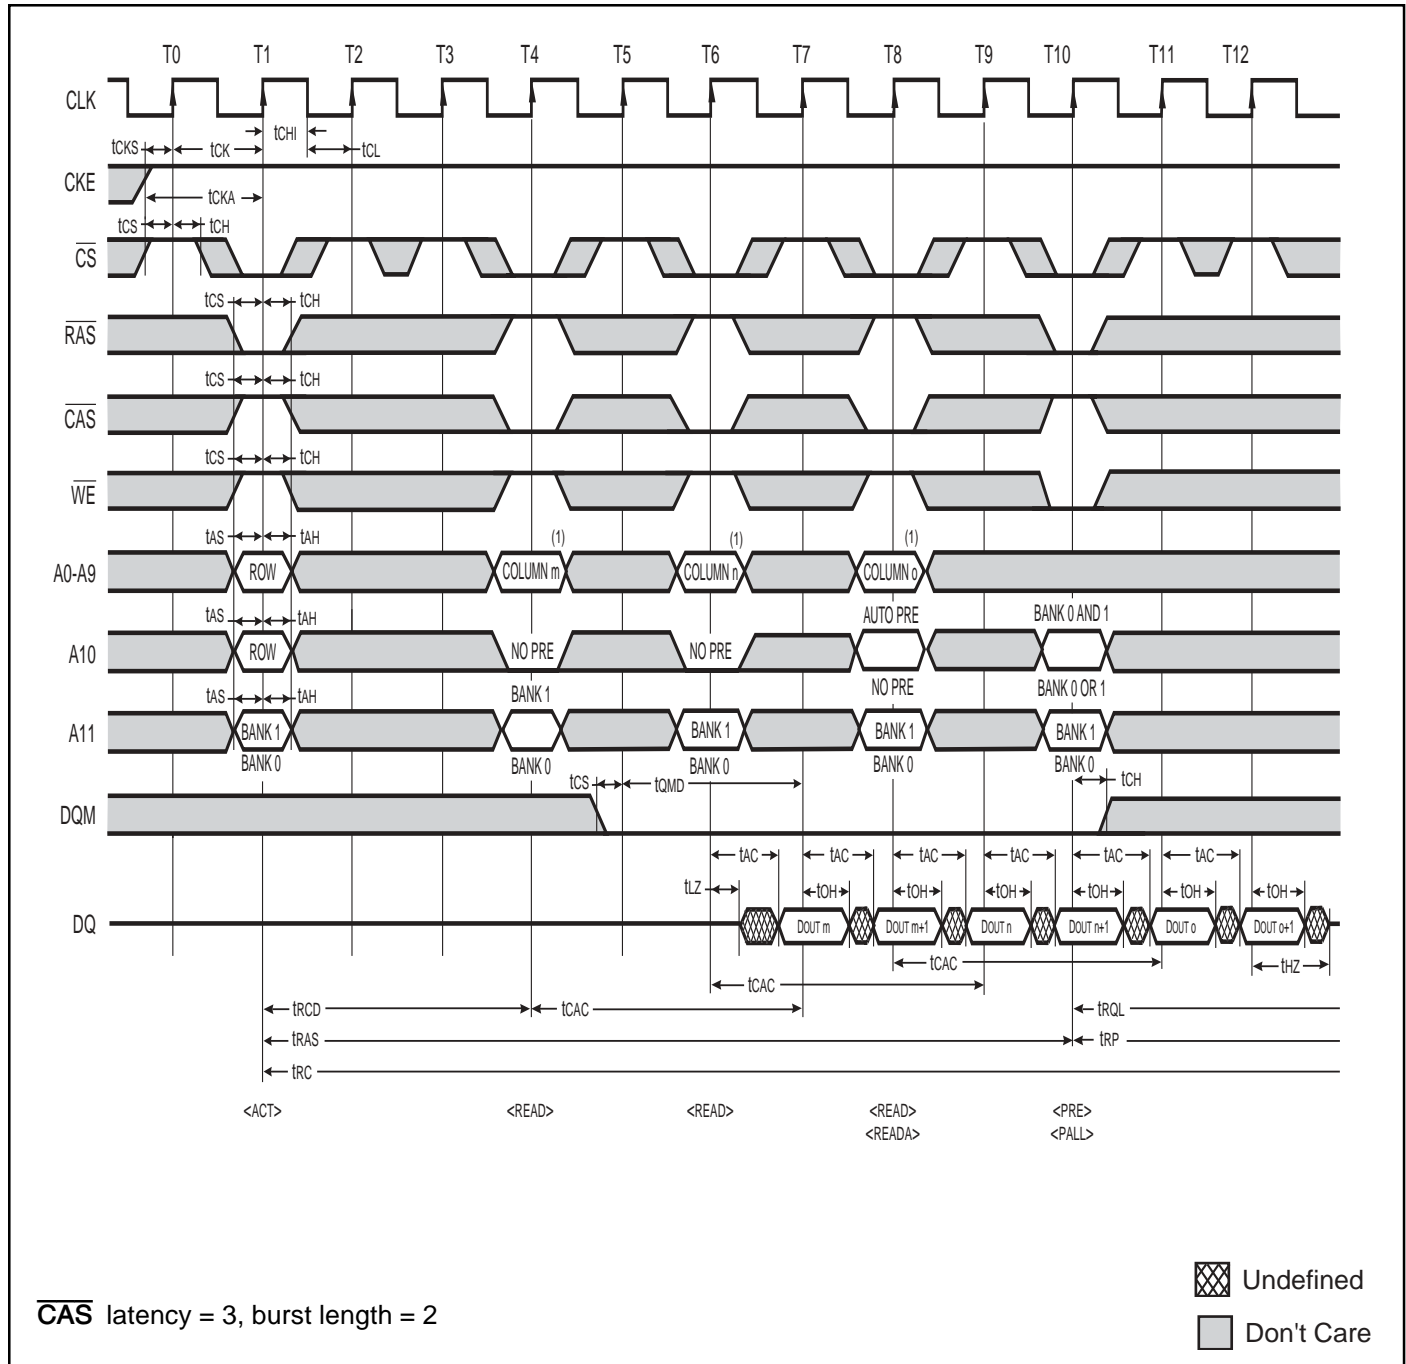 T0 T1 T2 T3 T4 T5 T6 T7 T8 T9 T10 T11 T12
CLK
tCHI
tCKS tCK tCL
CKE
tCKA
tCS tCH
CS
tCS tCH
RAS
tCS tCH
CAS
tCS tCH
WE
tAS tAH (1) (1) (1)
A0-A9 ROW COLUMN m COLUMN n COLUMN o
tAS tAH AUTO PRE BANK 0 AND 1
A10 ROW NO PRE NO PRE
tAS tAH BANK 1 NO PRE BANK 0 OR 1
A11 BANK 1 BANK 1 BANK 1 BANK 1
BANK 0 BANK 0 BANK 0 BANK 0 BANK 0
tCS tQMD tCH
DQM
tAC tAC tAC tAC tAC tAC
tLZ tOH tOH tOH tOH tOH tOH
DQ DOUT m DOUT m+1 DOUT n DOUT n+1 DOUT o DOUT o+1
tCAC tHZ
tCAC
tRCD tCAC tRQL
tRAS tRP
tRC
<ACT> <READ> <READ> <READ> <PRE>
<READA> <PALL>
Undefined
CAS latency = 3, burst length = 2
Don't Care